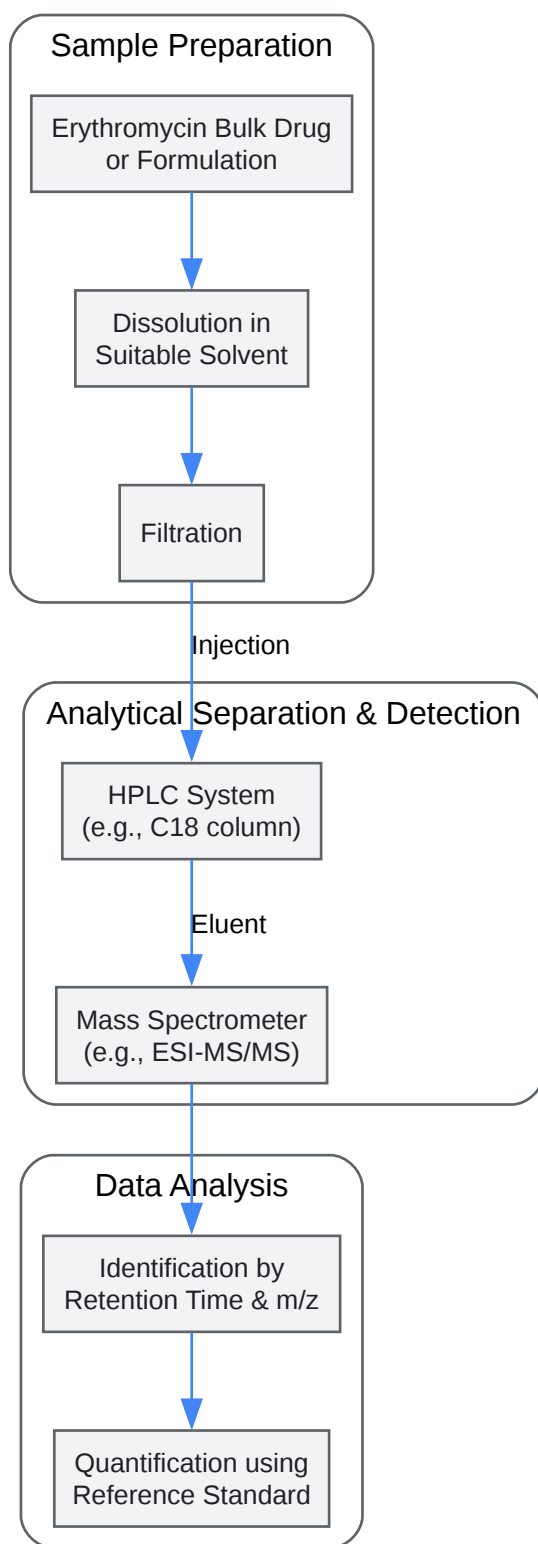 Sample Preparation
Erythromycin Bulk Drug
or Formulation
Dissolution in
Suitable Solvent
Filtration
Injection
Analytical Separation & Detection
HPLC System
(e.g., C18 column)
Eluent
Mass Spectrometer
(e.g., ESI-MS/MS)
Data Analysis
Identification by
Retention Time & m/z
Quantification using
Reference Standard